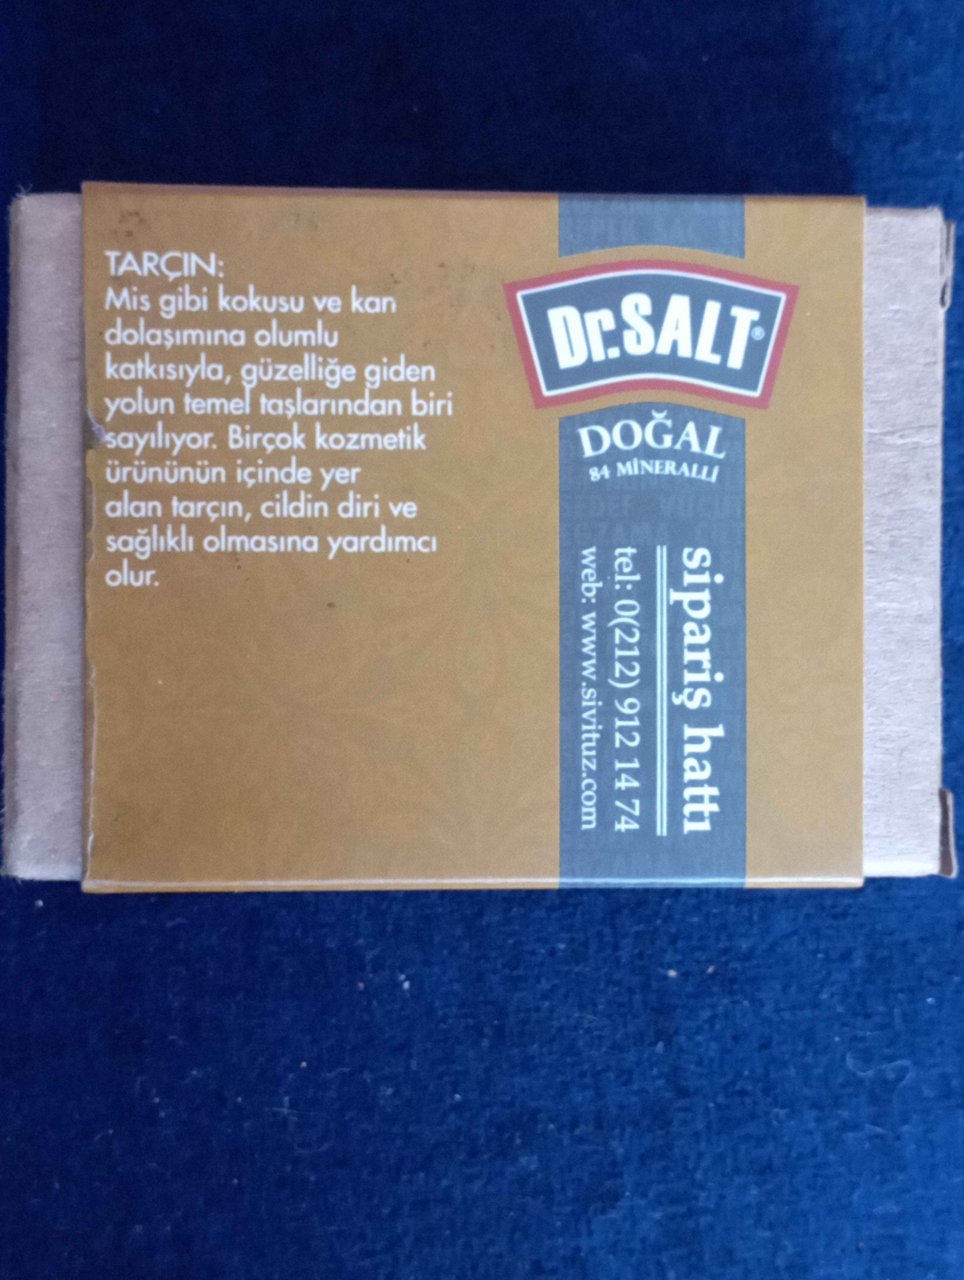 TARÇIN:
Mis gibi kokusu ve kan
dolaşımına olumlu
katkısıyla, güzelliğe giden
yolun temel taşlarından biri
sayılıyor. Birçok kozmetik
ürününün içinde yer
alan tarçın, cildin diri ve
sağlıklı olmasına yardımcı
olur.
Dr.SALT®
DOĞAL
84 MİNERALLİ
sipariş hattı
tel: 0(212) 912 14 74
web: www.sivituz.com